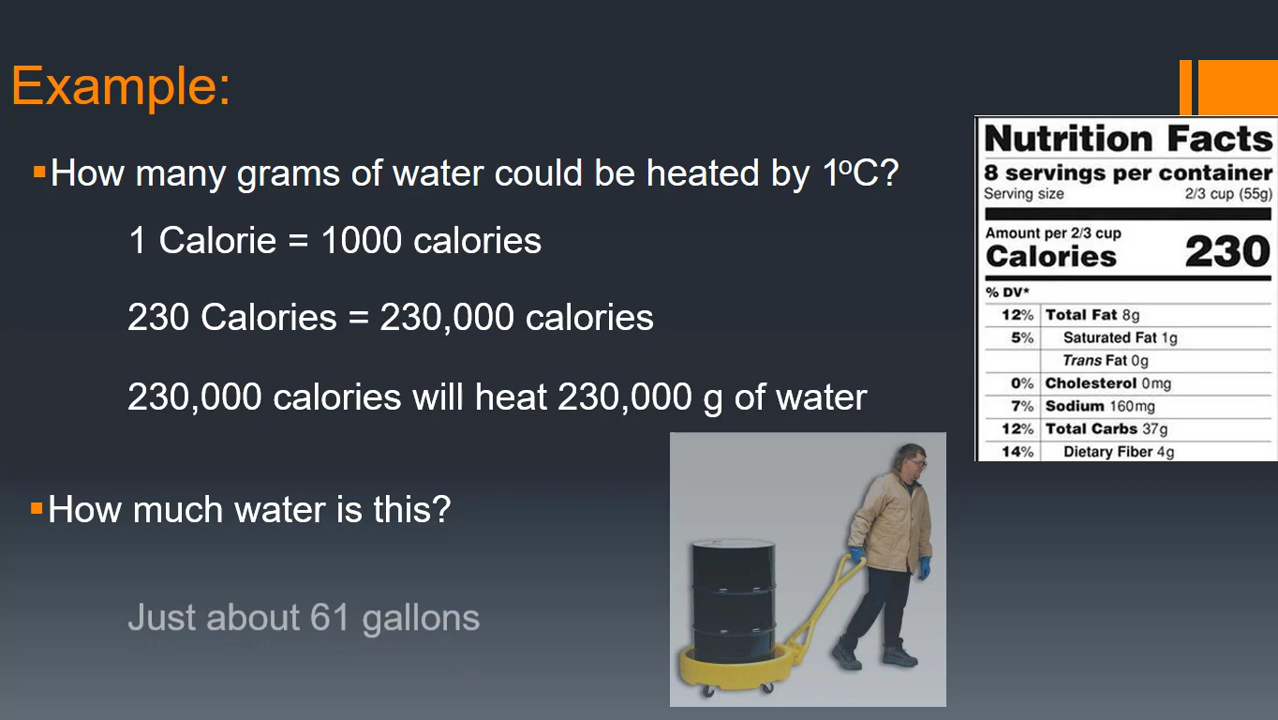 Example:
▪How many grams of water could be heated by 1ºC?
1 Calorie = 1000 calories
230 Calories = 230,000 calories
230,000 calories will heat 230,000 g of water
▪How much water is this?
Just about 61 gallons
Nutrition Facts
8 servings per container
Serving size 2/3 cup (55g)
Amount per 2/3 cup
Calories 230
% DV*
12% Total Fat 8g
5% Saturated Fat 1g
Trans Fat 0g
0% Cholesterol 0mg
7% Sodium 160mg
12% Total Carbs 37g
14% Dietary Fiber 4g